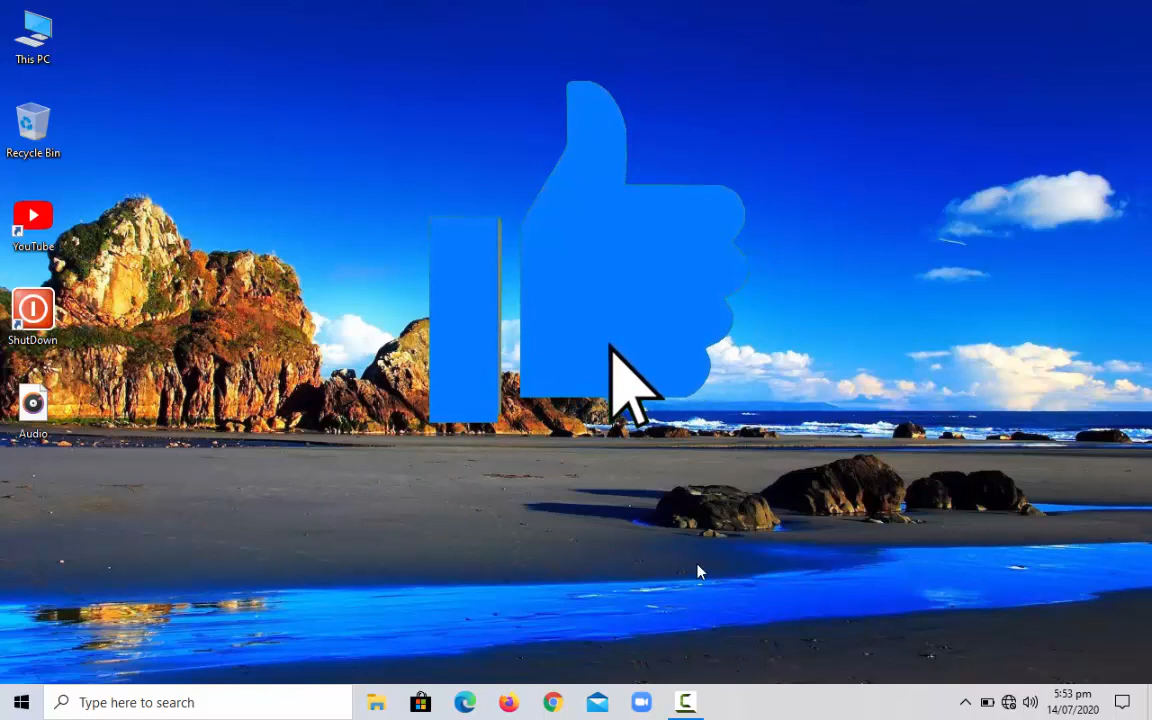 This PC
Recycle Bin
YouTube
ShutDown
Audio
Type here to search
5:53 pm
14/07/2020